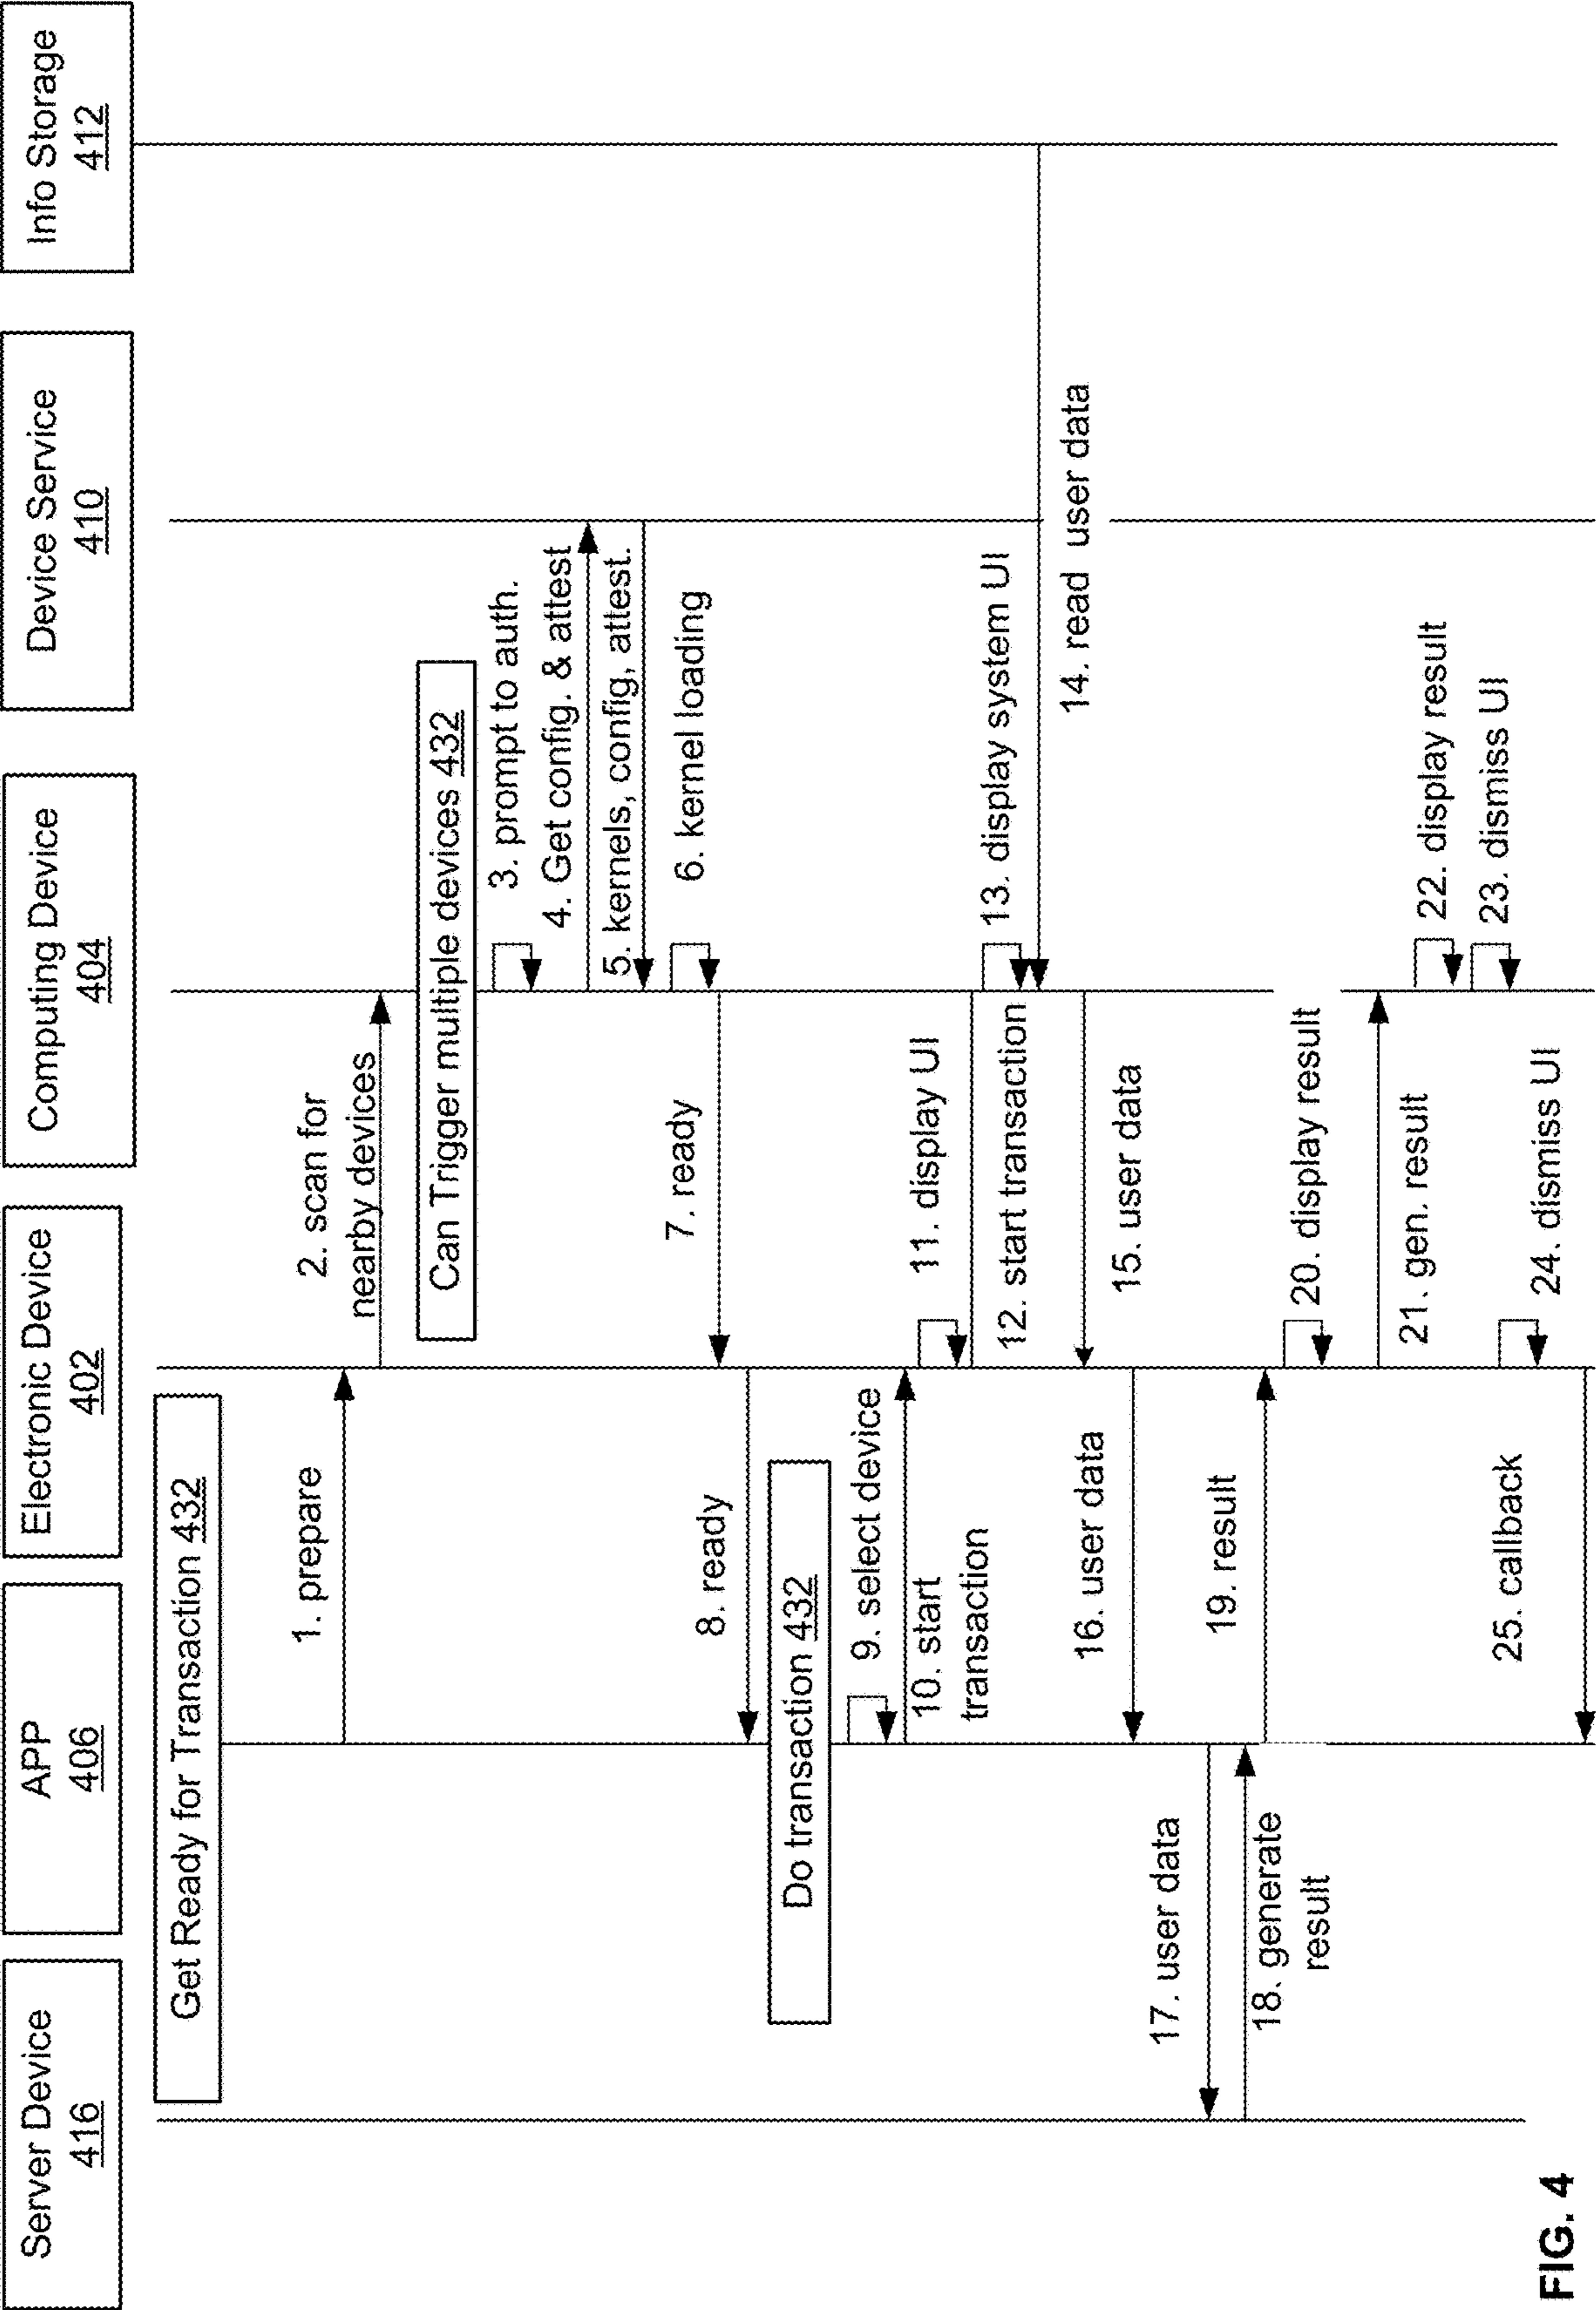 Server Device
416
APP
406
Electronic Device
402
Computing Device
404
Device Service
410
Info Storage
412
Get Ready for Transaction 432
1. prepare
2. scan for
nearby devices
Can Trigger multiple devices 432
3. prompt to auth.
4. Get config. & attest
5. kernels, config, attest.
6. kernel loading
7. ready
8. ready
Do transaction 432
9. select device
10. start
transaction
11. display UI
12. start transaction
13. display system UI
14. read user data
15. user data
16. user data
17. user data
18. generate
result
19. result
20. display result
21. gen. result
22. display result
23. dismiss UI
24. dismiss UI
25. callback
FIG. 4